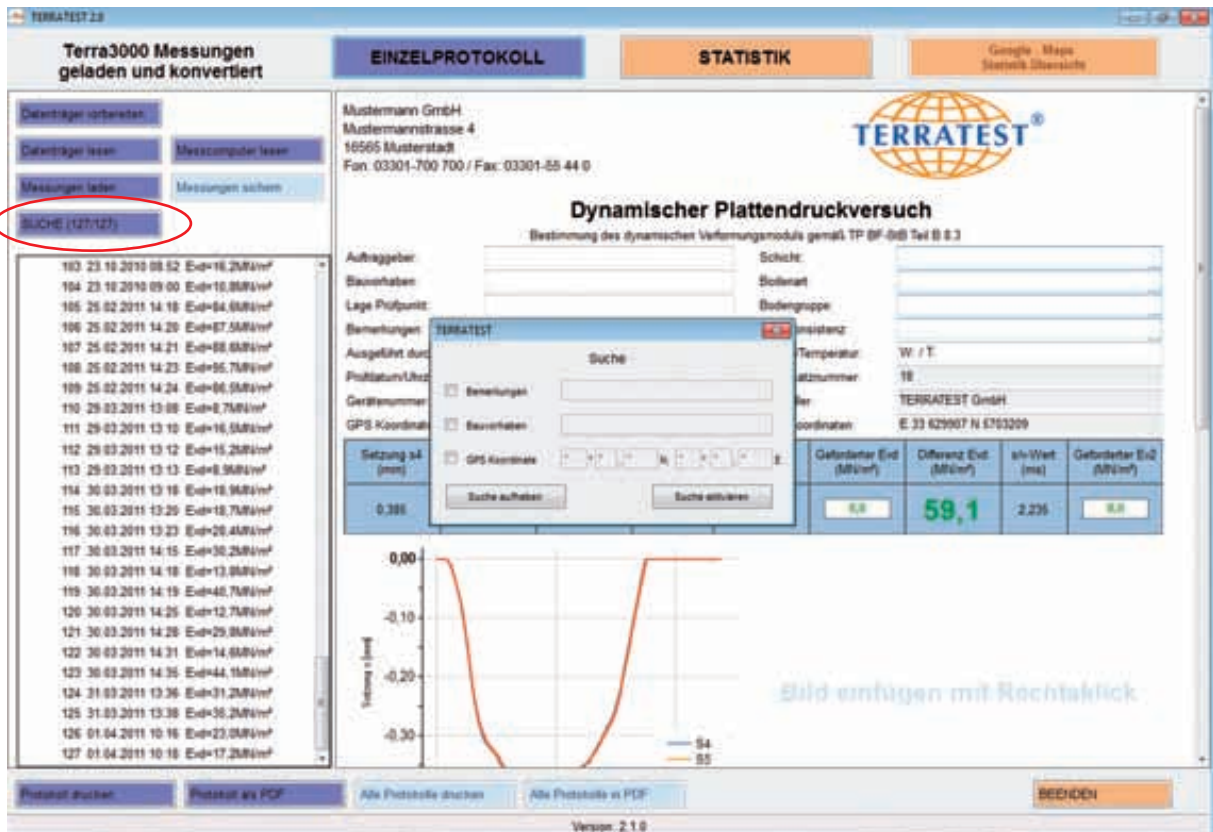 TERRATEST 2.0
Terra3000 Messungen
geladen und konvertiert
EINZELPROTOKOLL
STATISTIK
Google Maps
Statistik Übersicht
Datenträger vorbereiten
Datenträger lesen
Messcomputer lesen
Messungen laden
Messungen sichern
SUCHE (127/127)
103 23.10.2010 08:52 Evd=16,2MN/m²
104 23.10.2010 09:00 Evd=10,8MN/m²
105 25.02.2011 14:18 Evd=84,6MN/m²
106 25.02.2011 14:20 Evd=87,5MN/m²
107 25.02.2011 14:21 Evd=88,6MN/m²
108 25.02.2011 14:23 Evd=95,7MN/m²
109 25.02.2011 14:24 Evd=86,5MN/m²
110 29.03.2011 13:08 Evd=8,7MN/m²
111 29.03.2011 13:10 Evd=16,5MN/m²
112 29.03.2011 13:12 Evd=15,2MN/m²
113 29.03.2011 13:13 Evd=8,9MN/m²
114 30.03.2011 13:18 Evd=18,9MN/m²
115 30.03.2011 13:20 Evd=18,7MN/m²
116 30.03.2011 13:23 Evd=28,4MN/m²
117 30.03.2011 14:15 Evd=30,2MN/m²
118 30.03.2011 14:18 Evd=13,8MN/m²
119 30.03.2011 14:19 Evd=40,7MN/m²
120 30.03.2011 14:25 Evd=12,7MN/m²
121 30.03.2011 14:28 Evd=29,8MN/m²
122 30.03.2011 14:31 Evd=14,6MN/m²
123 30.03.2011 14:35 Evd=44,1MN/m²
124 31.03.2011 13:36 Evd=31,2MN/m²
125 31.03.2011 13:38 Evd=36,2MN/m²
126 01.04.2011 10:16 Evd=23,0MN/m²
127 01.04.2011 10:18 Evd=17,2MN/m²
Mustermann GmbH
Mustermannstrasse 4
16565 Musterstadt
Fon: 03301-700 700 / Fax: 03301-55 44 0
TERRATEST®
Dynamischer Plattendruckversuch
Bestimmung des dynamischen Verformungsmoduls gemäß TP BF-StB Teil B 8.3
Auftraggeber:
Schicht:
Bauvorhaben:
Bodenart:
Lage Prüfpunkt:
Bodengruppe:
Bemerkungen:
nsistenz:
Ausgeführt durc
Temperatur:
W: / T:
Prüfdatum/Uhrz
atznummer:
18
Gerätenummer
ler:
TERRATEST GmbH
GPS Koordinate
oordinaten:
E 33 629907 N 5703209
TERRATEST
Suche
Bemerkungen
Bauvorhaben
GPS Koordinate
N
E
Suche aufheben
Suche aktivieren
Setzung s4
(mm)
Geforderter Evd
(MN/m²)
Differenz Evd
(MN/m²)
s/v-Wert
(ms)
Geforderter Ev2
(MN/m²)
0,385
0,0
59,1
2,235
0,0
0,00
-0,10
-0,20
-0,30
Setzung s [mm]
S4
S5
Bild einfügen mit Rechtsklick
Protokoll drucken
Protokoll als PDF
Alle Protokolle drucken
Alle Protokolle in PDF
BEENDEN
Version: 2.1.0